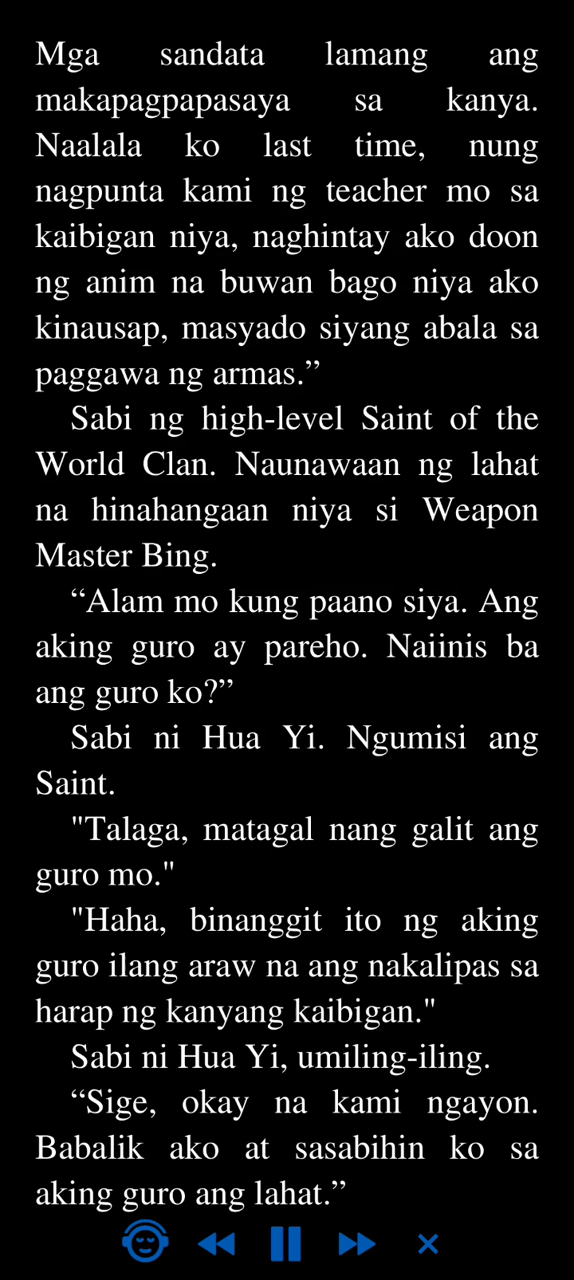 Mga sandata lamang ang
makapagpapasaya sa kanya.
Naalala ko last time, nung
nagpunta kami ng teacher mo sa
kaibigan niya, naghintay ako doon
ng anim na buwan bago niya ako
kinausap, masyado siyang abala sa
paggawa ng armas.”
Sabi ng high-level Saint of the
World Clan. Naunawaan ng lahat
na hinahangaan niya si Weapon
Master Bing.
“Alam mo kung paano siya. Ang
aking guro ay pareho. Naiinis ba
ang guro ko?”
Sabi ni Hua Yi. Ngumisi ang
Saint.
"Talaga, matagal nang galit ang
guro mo."
"Haha, binanggit ito ng aking
guro ilang araw na ang nakalipas sa
harap ng kanyang kaibigan."
Sabi ni Hua Yi, umiling-iling.
“Sige, okay na kami ngayon.
Babalik ako at sasabihin ko sa
aking guro ang lahat.”